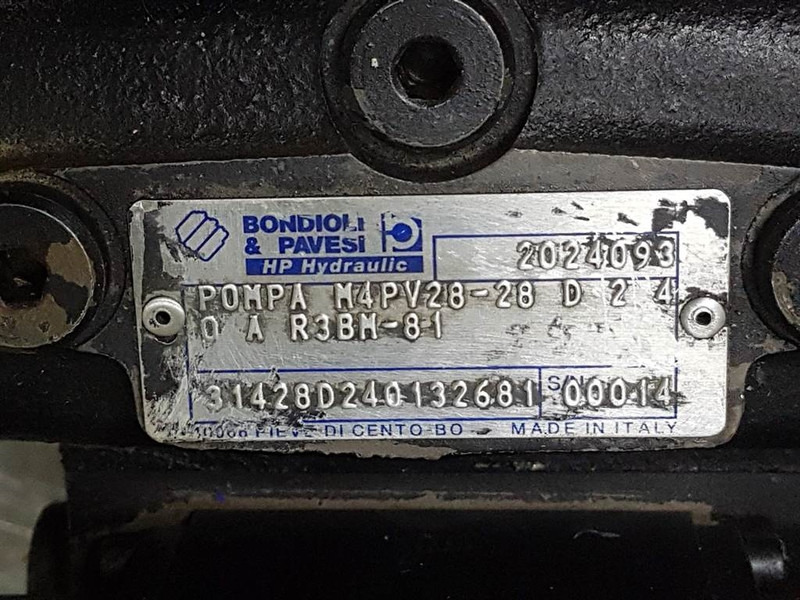 BONDIOLI
& PAVESI
HP Hydraulic
2024093
POMPA M4PV28-28 D 2 4
0 A R3BM-81
31428D240132681
00014
PIEVE DI CENTO-BO MADE IN ITALY